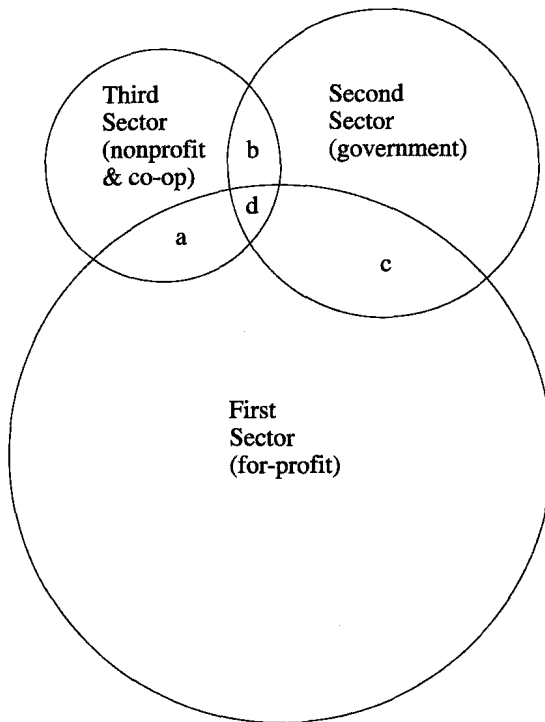 Third
Sector
(nonprofit
& co-op)
Second
Sector
(government)
b
d
a
c
First
Sector
(for-profit)